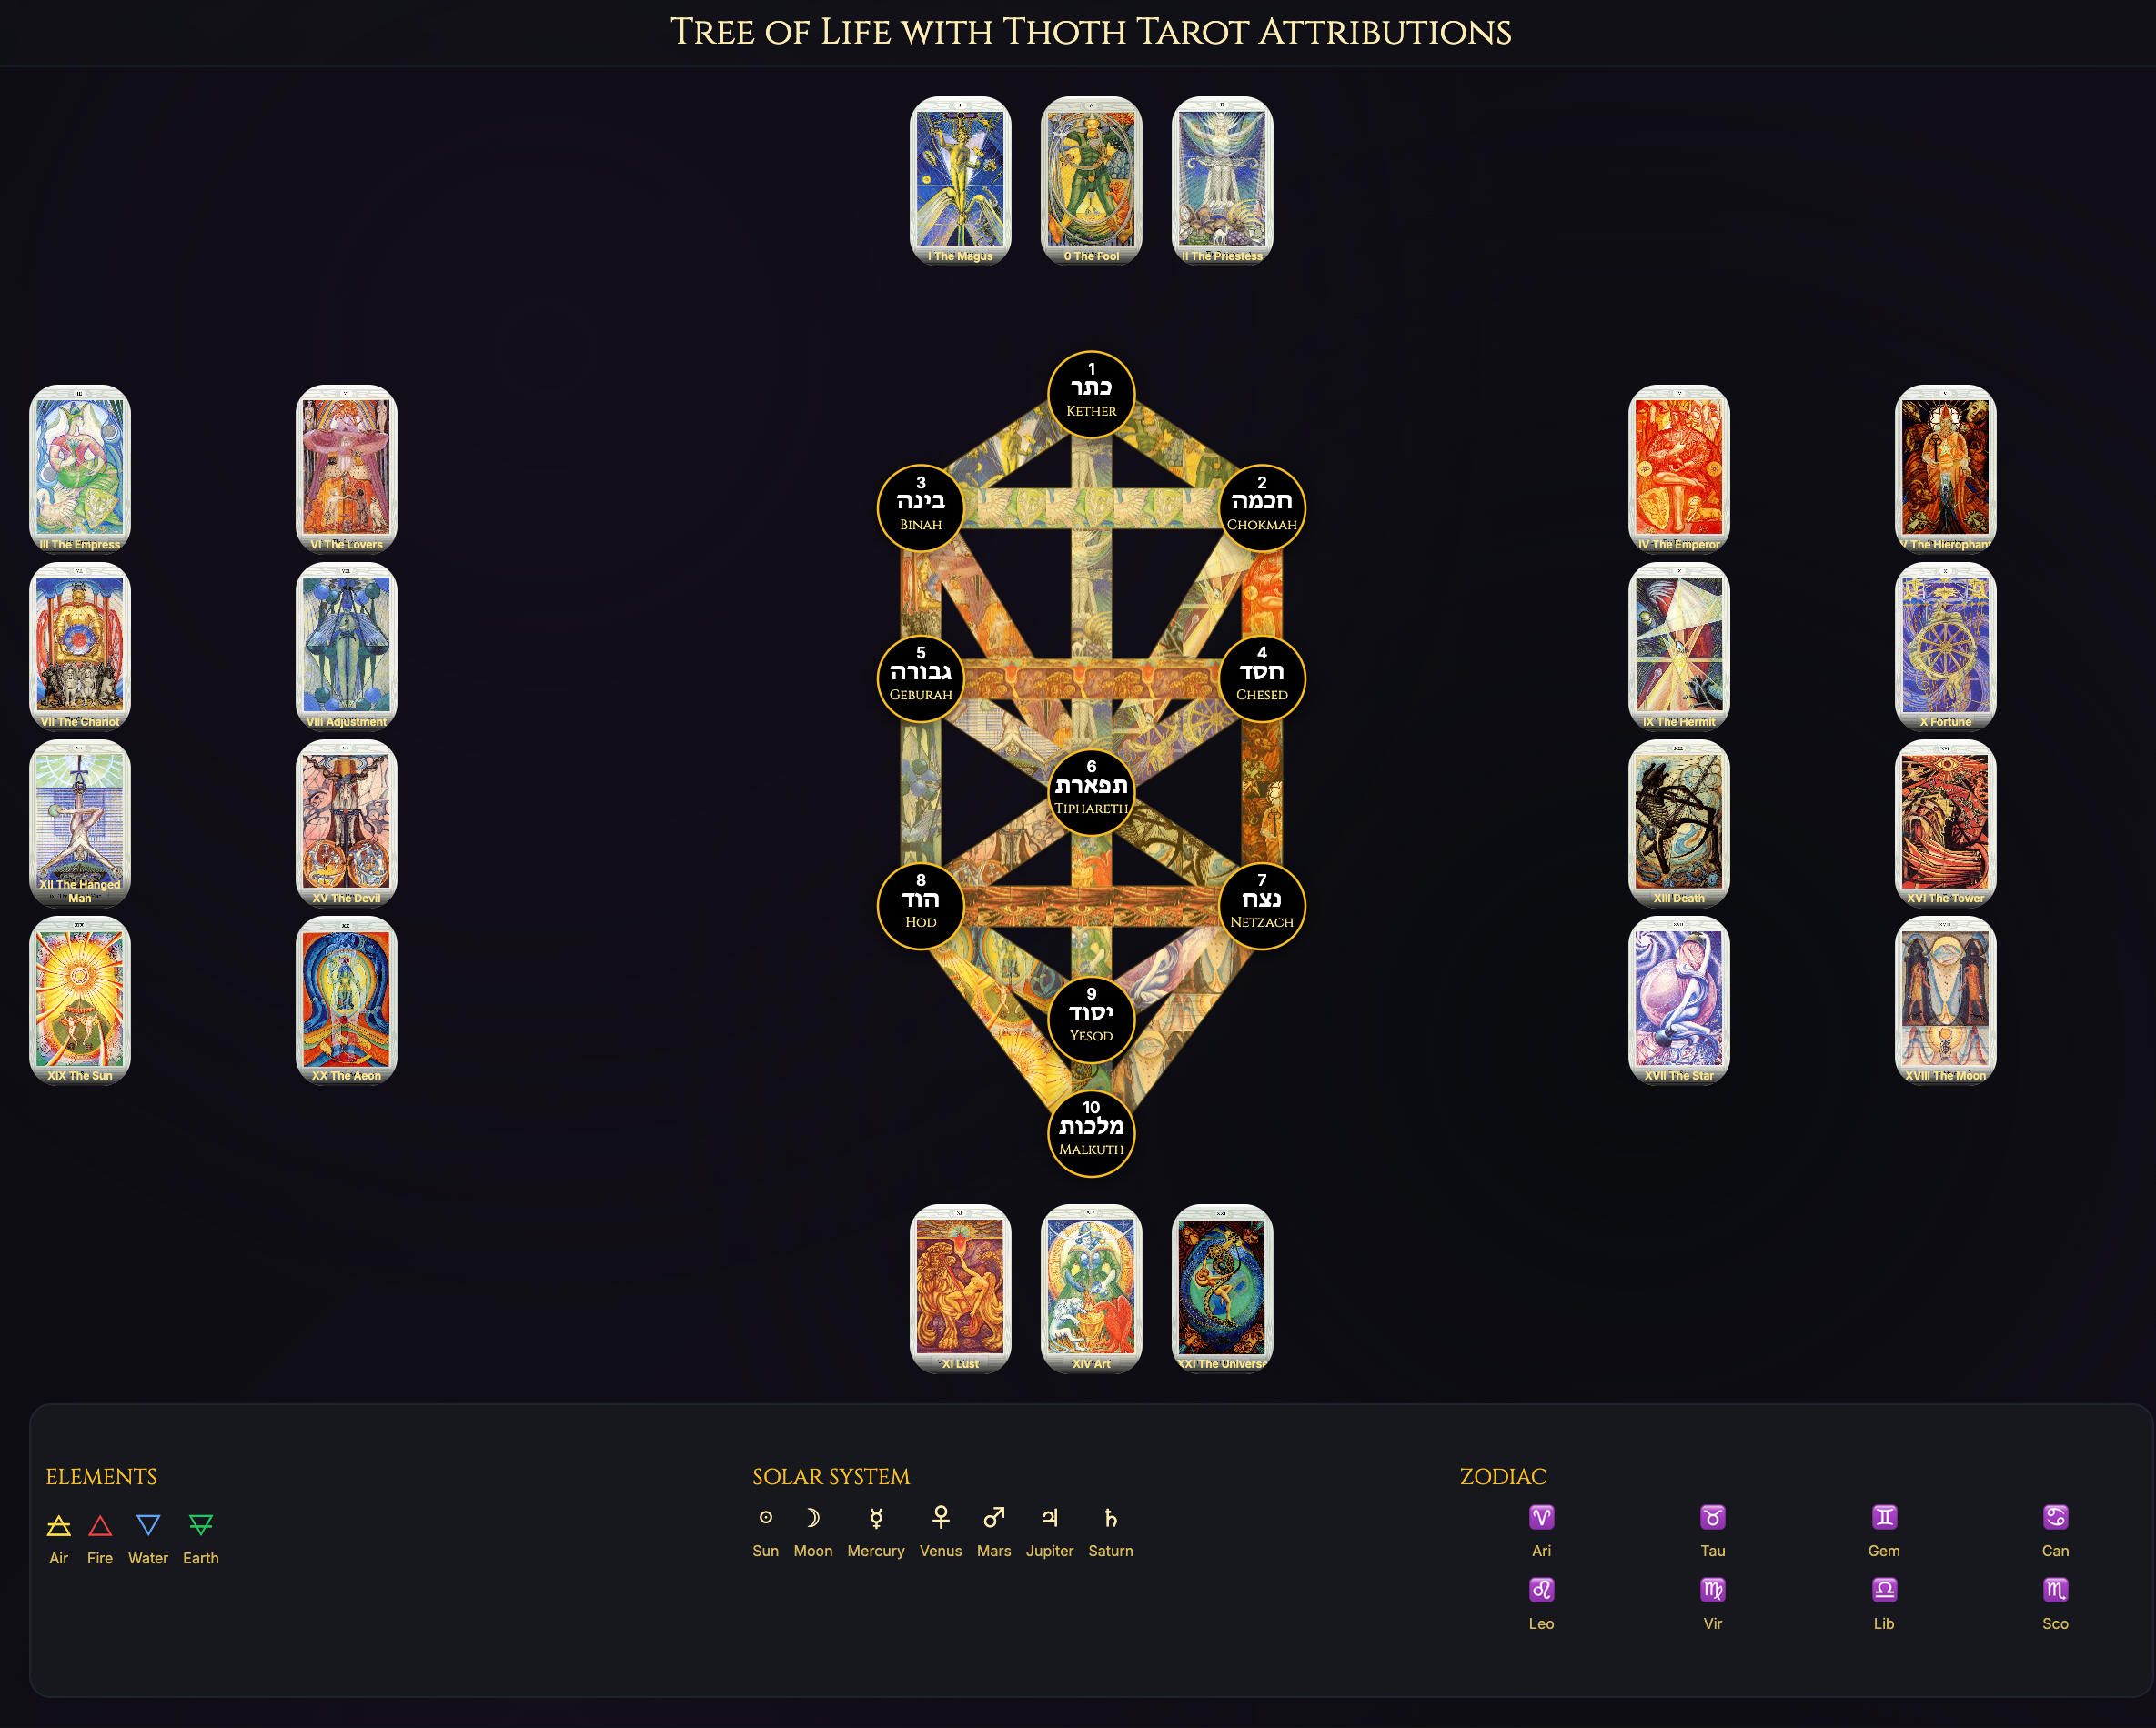 Tree of Life with Thoth Tarot Attributions
I The Magus
0 The Fool
II The Priestess
III The Empress
VI The Lovers
IV The Emperor
V The Hierophant
VII The Chariot
VIII Adjustment
IX The Hermit
X Fortune
XII The Hanged
Man
XV The Devil
XIII Death
XVI The Tower
XIX The Sun
XX The Aeon
XVII The Star
XVIII The Moon
1
כתר
Kether
3
בינה
Binah
2
חכמה
Chokmah
5
גבורה
Geburah
4
חסד
Chesed
6
תפארת
Tiphareth
8
הוד
Hod
7
נצח
Netzach
9
יסוד
Yesod
10
מלכות
Malkuth
XI Lust
XIV Art
XXI The Universe
ELEMENTS
Air Fire Water Earth
SOLAR SYSTEM
☉ ☽ ☿ ♀ ♂ ♃ ♄
Sun Moon Mercury Venus Mars Jupiter Saturn
ZODIAC
♈ ♉ ♊ ♋
Ari Tau Gem Can
♌ ♍ ♎ ♏
Leo Vir Lib Sco